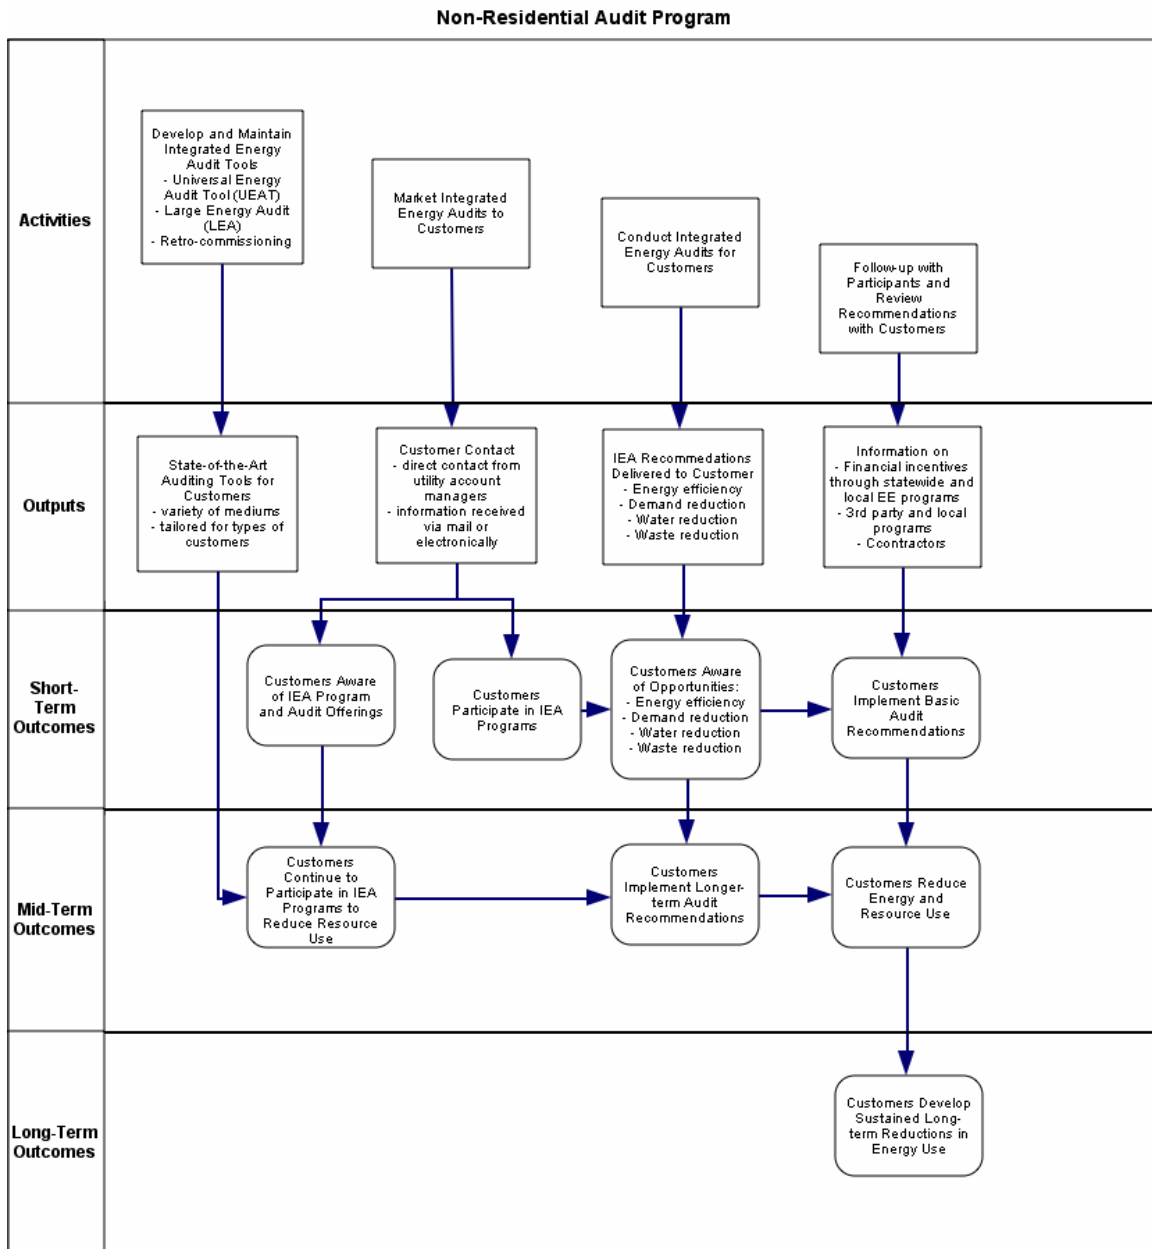 Non-Residential Audit Program
Activities
Develop and Maintain
Integrated Energy
Audit Tools
- Universal Energy
Audit Tool (UEAT)
- Large Energy Audit
(LEA)
- Retro-commissioning
Market Integrated
Energy Audits to
Customers
Conduct Integrated
Energy Audits for
Customers
Follow-up with
Participants and
Review
Recommendations
with Customers
Outputs
State-of-the-Art
Auditing Tools for
Customers
- variety of mediums
- tailored for types of
customers
Customer Contact
- direct contact from
utility account
managers
- information received
via mail or
electronically
IEA Recommedations
Delivered to Customer
- Energy efficiency
- Demand reduction
- Water reduction
- Waste reduction
Information on
- Financial incentives
through statewide and
local EE programs
- 3rd party and local
programs
- Ccontractors
Short-
Term
Outcomes
Customers Aware
of IEA Program
and Audit Offerings
Customers
Participate in IEA
Programs
Customers Aware
of Opportunities:
- Energy efficiency
- Demand reduction
- Water reduction
- Waste reduction
Customers
Implement Basic
Audit
Recommendations
Mid-Term
Outcomes
Customers
Continue to
Participate in IEA
Programs to
Reduce Resource
Use
Customers
Implement Longer-
term Audit
Recommendations
Customers Reduce
Energy and
Resource Use
Long-Term
Outcomes
Customers Develop
Sustained Long-
term Reductions in
Energy Use